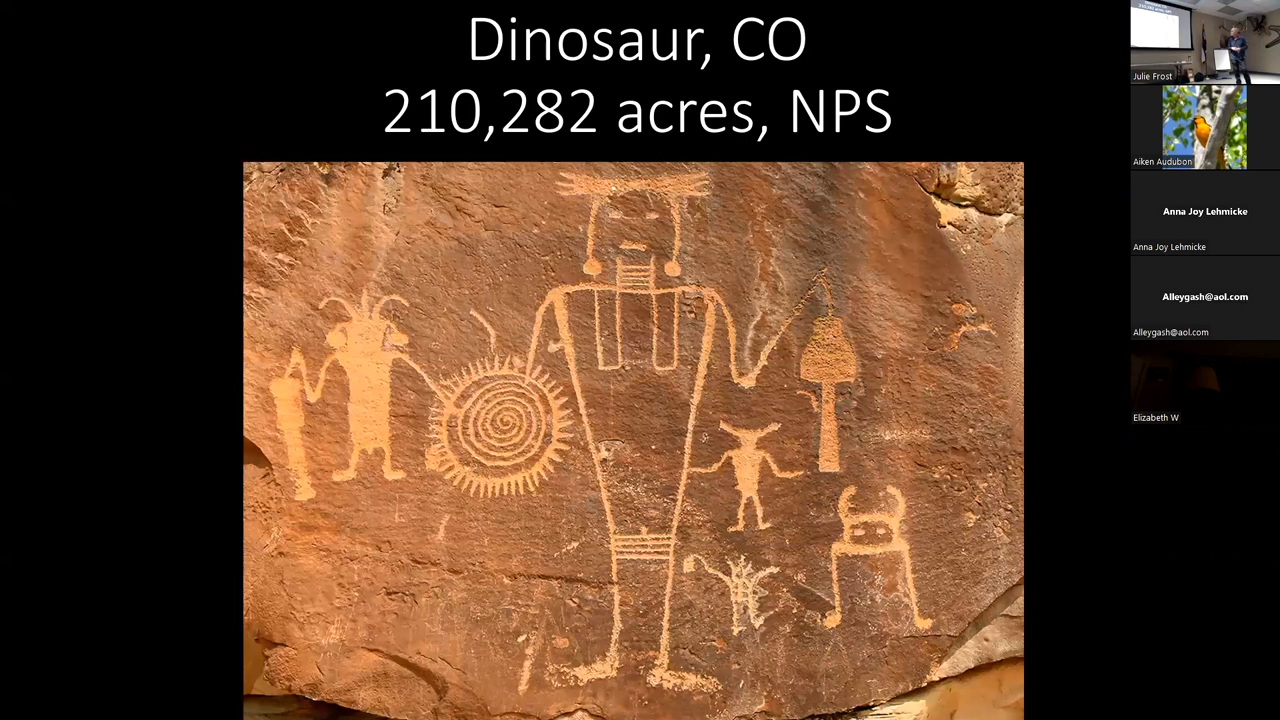 Dinosaur, CO
210,282 acres, NPS
Julie Frost
Aiken Audubon
Anna Joy Lehmicke
Anna Joy Lehmicke
Alleygash@aol.com
Alleygash@aol.com
Elizabeth W